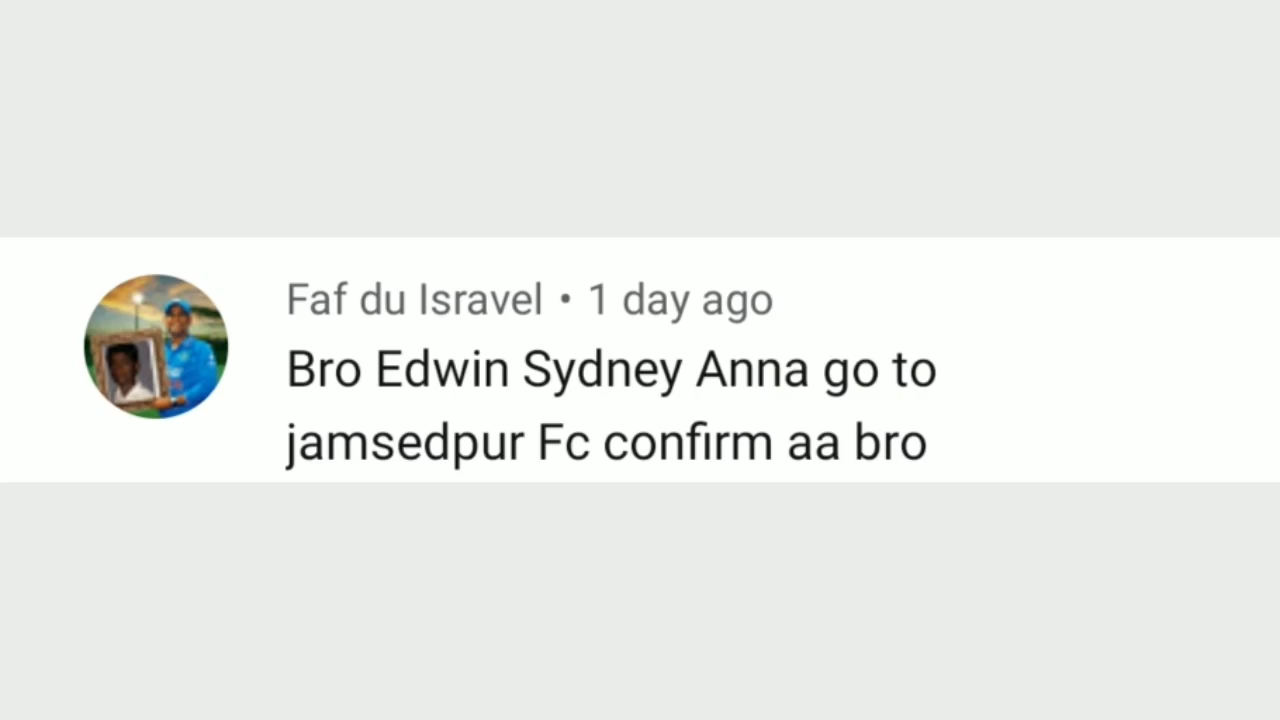 Faf du Isravel • 1 day ago
Bro Edwin Sydney Anna go to
jamsedpur Fc confirm aa bro